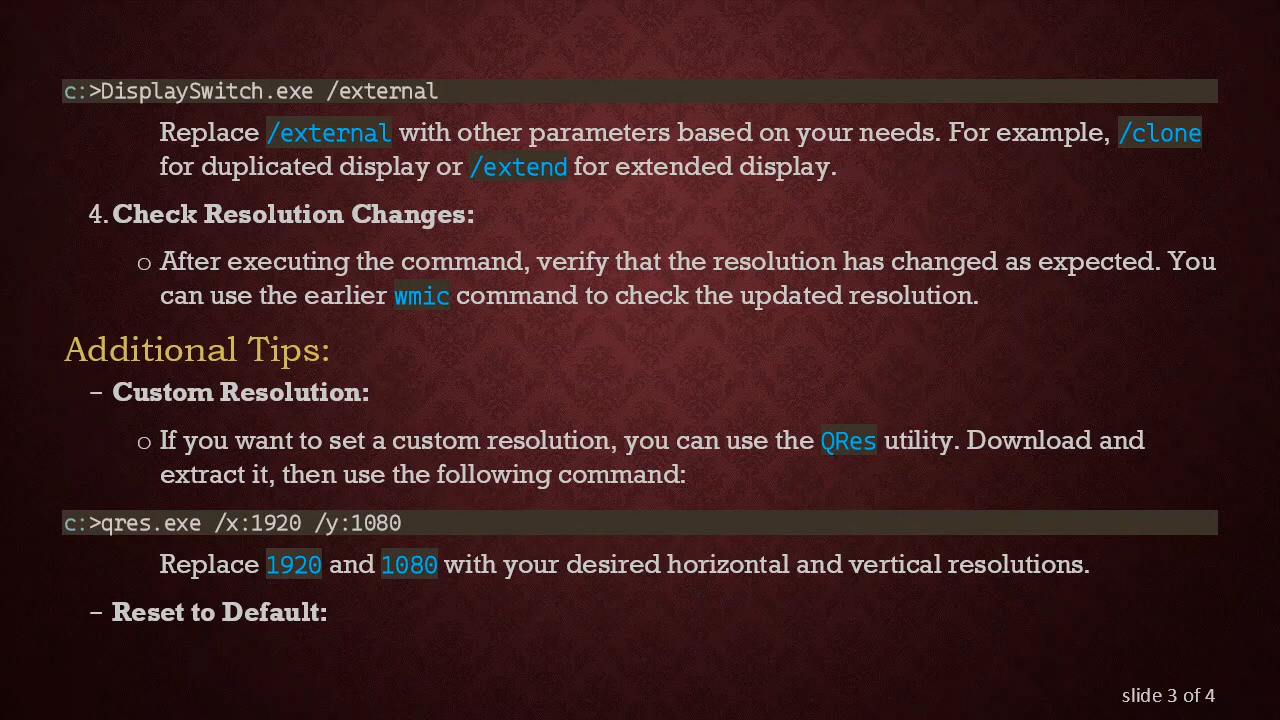 c:>DisplaySwitch.exe /external
Replace /external with other parameters based on your needs. For example, /clone
for duplicated display or /extend for extended display.
4. Check Resolution Changes:
o After executing the command, verify that the resolution has changed as expected. You
can use the earlier wmic command to check the updated resolution.
Additional Tips:
– Custom Resolution:
o If you want to set a custom resolution, you can use the QRes utility. Download and
extract it, then use the following command:
c:>qres.exe /x:1920 /y:1080
Replace 1920 and 1080 with your desired horizontal and vertical resolutions.
– Reset to Default:
slide 3 of 4